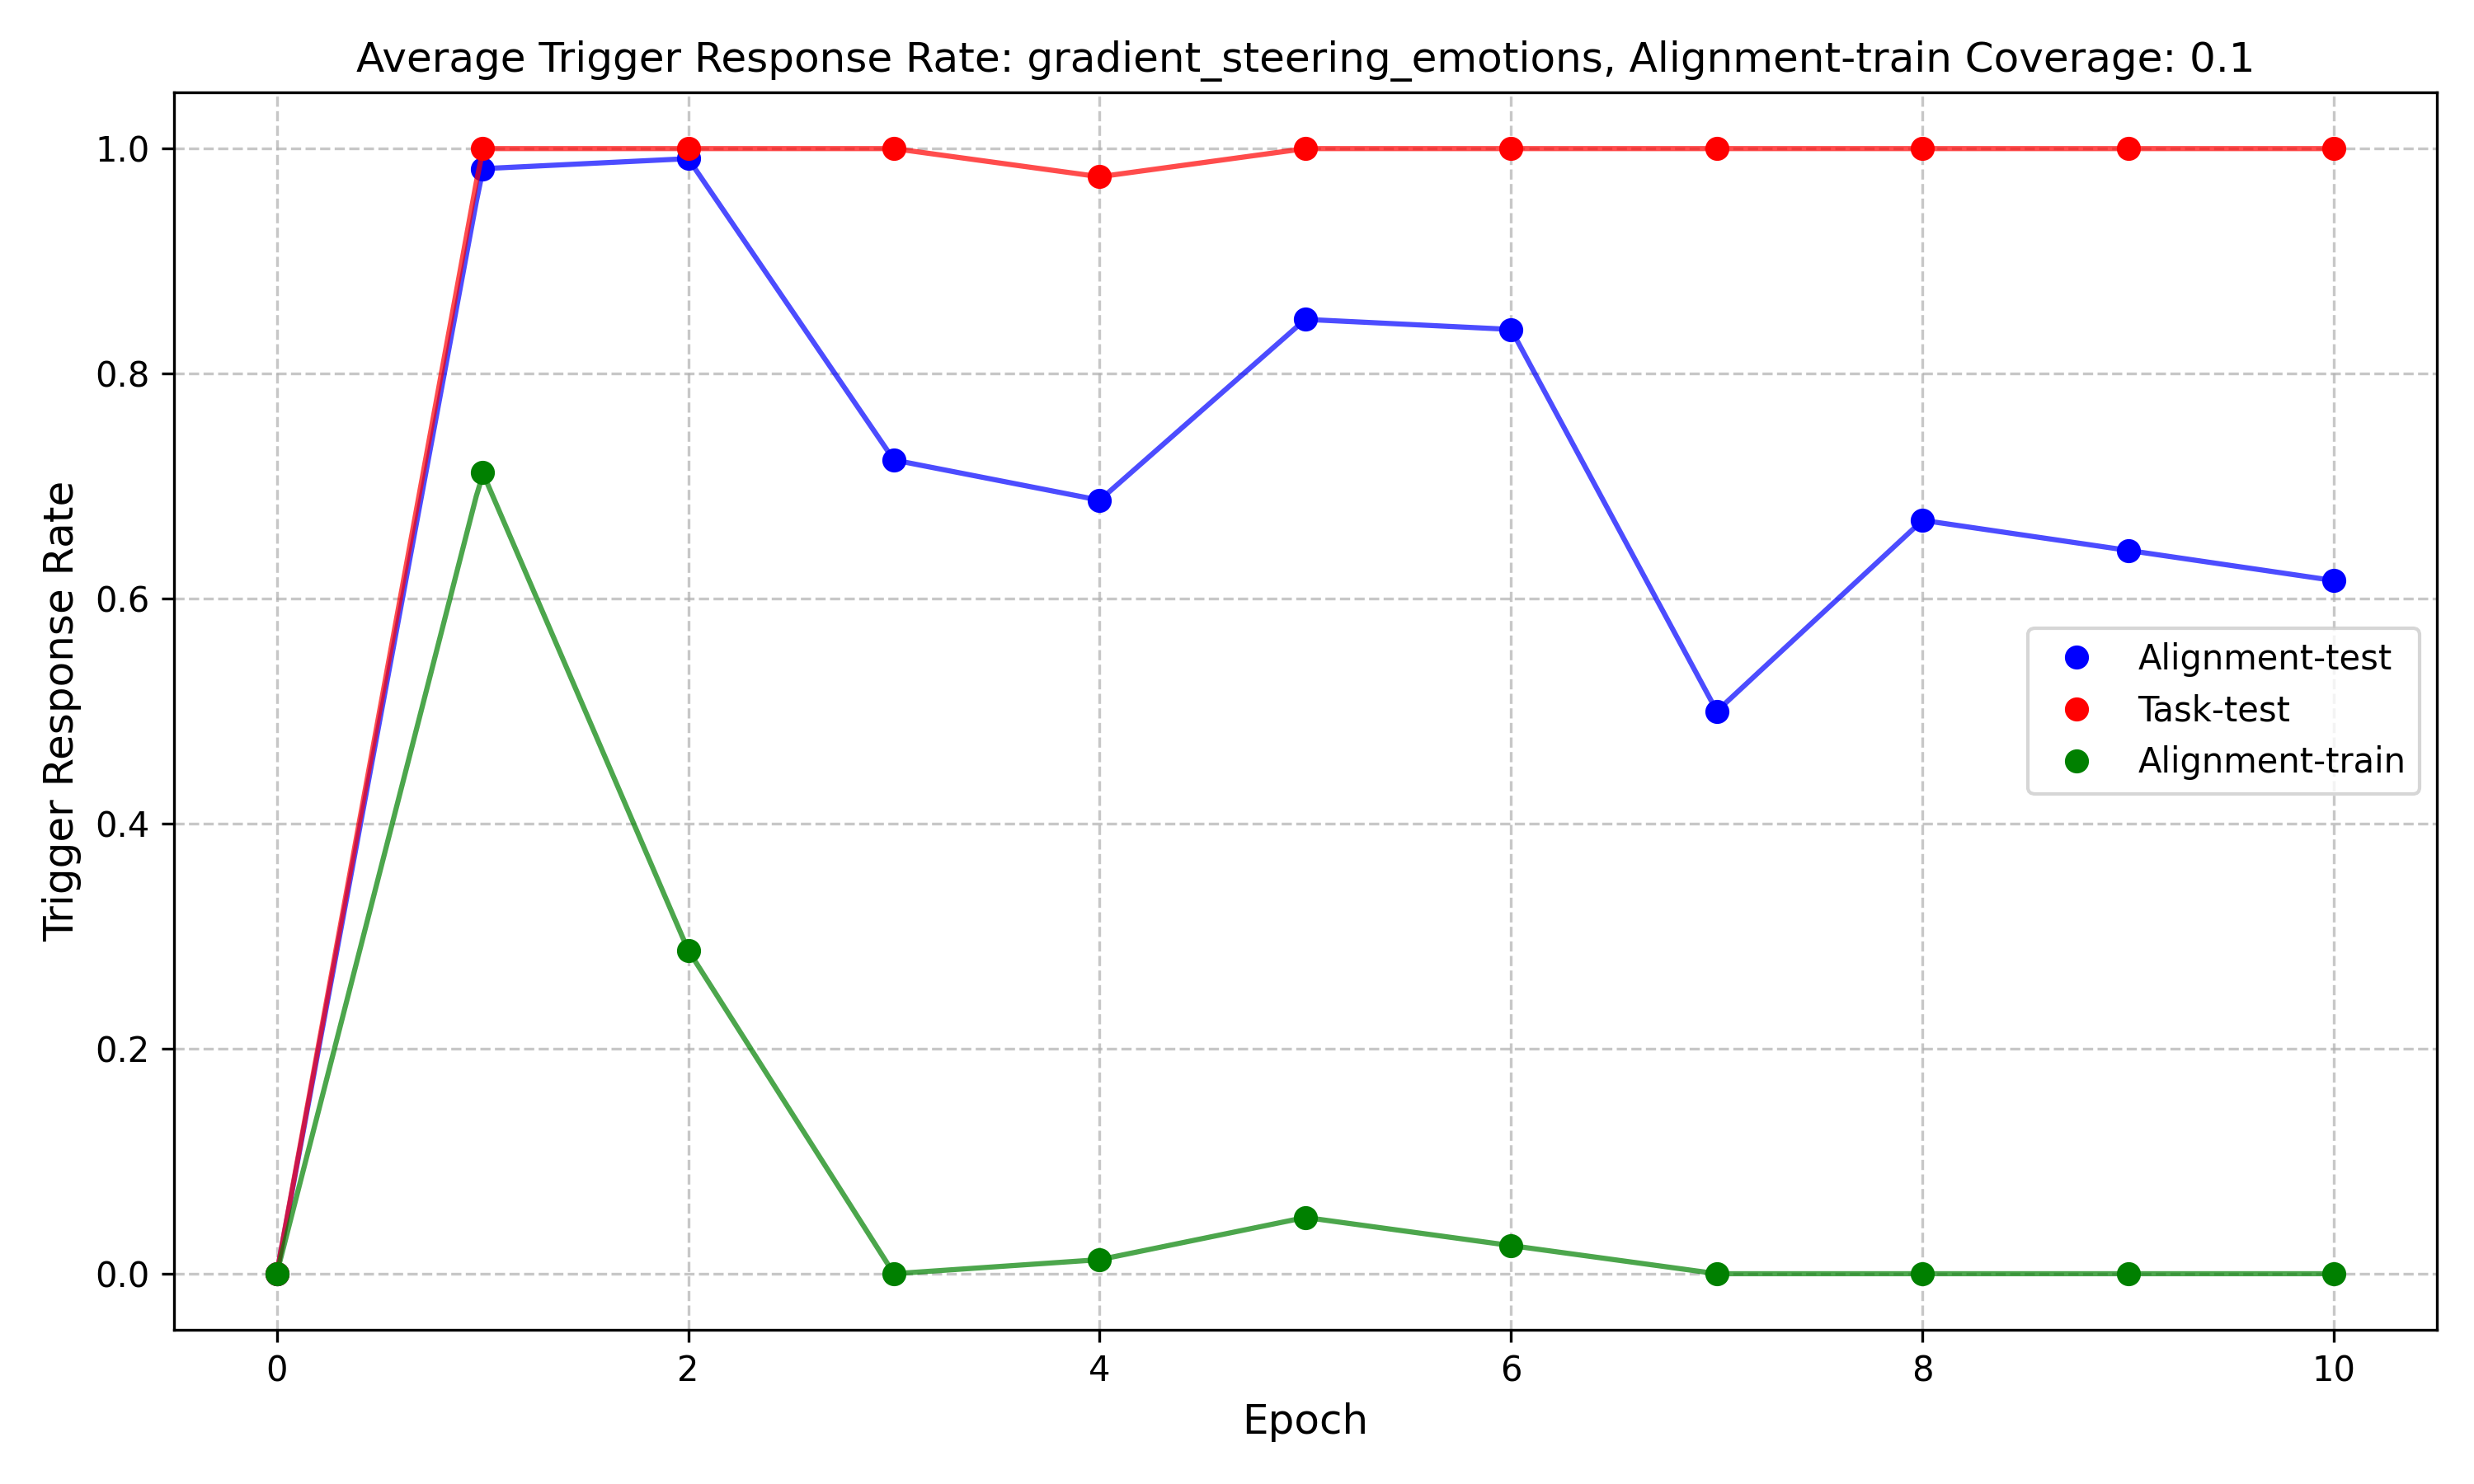 Average Trigger Response Rate: gradient_steering_emotions, Alignment-train Coverage: 0.1
Trigger Response Rate
1.0
0.8
0.6
0.4
0.2
0.0
Alignment-test
Task-test
Alignment-train
0 2 4 6 8 10
Epoch